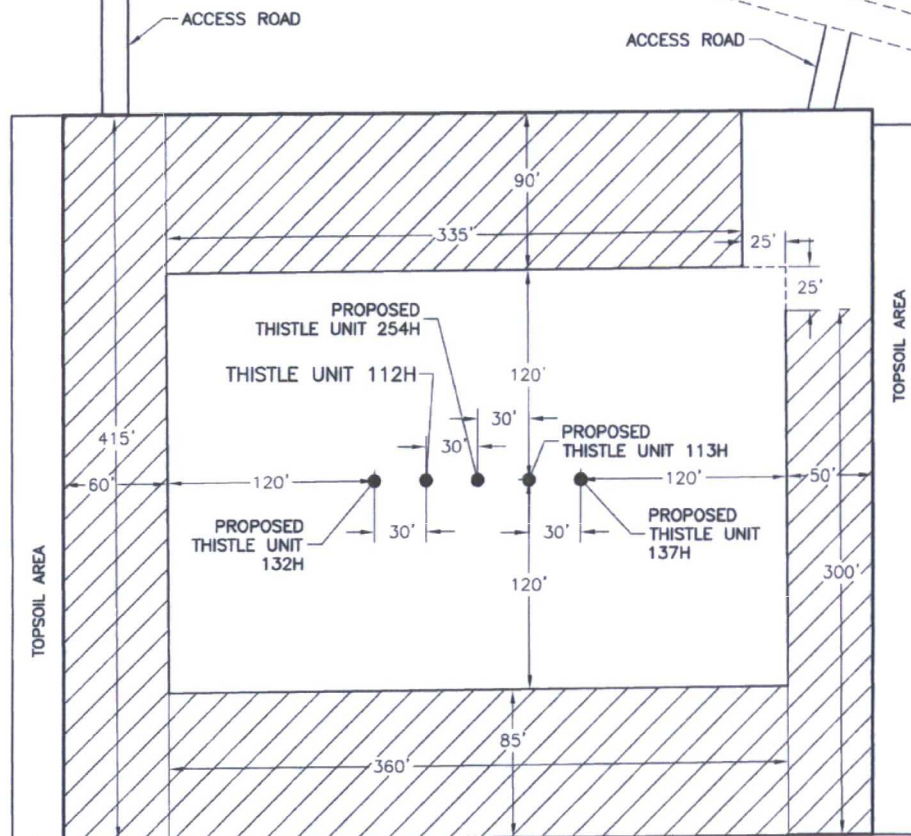 ACCESS ROAD
ACCESS ROAD
90'
335'
25'
25'
PROPOSED
THISTLE UNIT 254H
THISTLE UNIT 112H
120'
30'
30'
PROPOSED
THISTLE UNIT 113H
TOPSOIL AREA
415'
60'
120'
120'
50'
PROPOSED
THISTLE UNIT
132H
30'
30'
PROPOSED
THISTLE UNIT
137H
120'
300'
TOPSOIL AREA
85'
360'